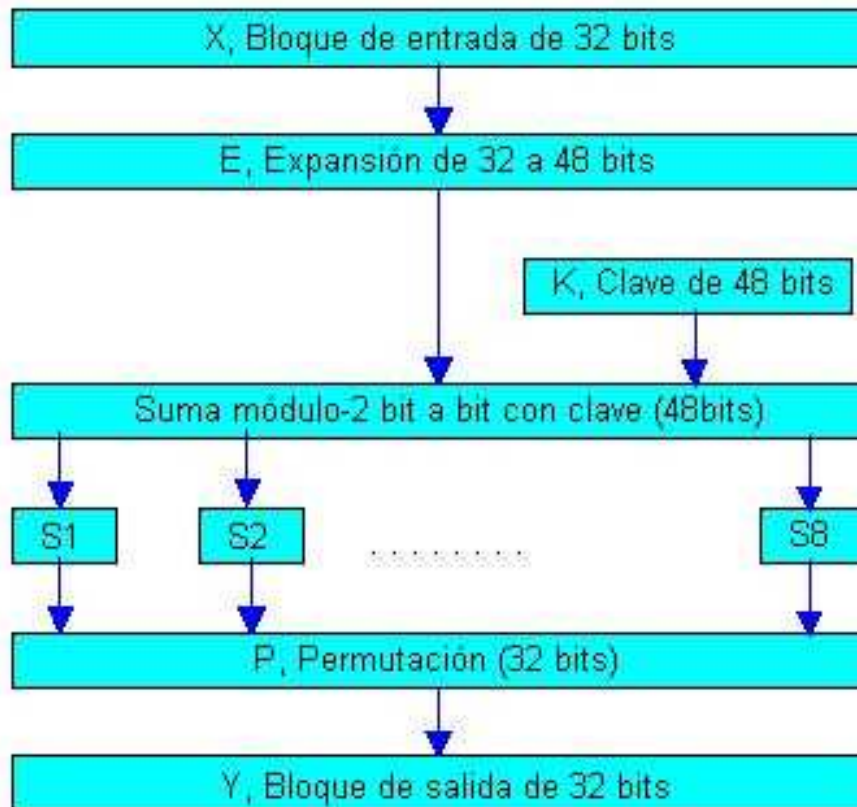 X, Bloque de entrada de 32 bits
E, Expansión de 32 a 48 bits
K, Clave de 48 bits
Suma módulo-2 bit a bit con clave (48bits)
S1 S2 ........ S8
P, Permutación (32 bits)
Y, Bloque de salida de 32 bits